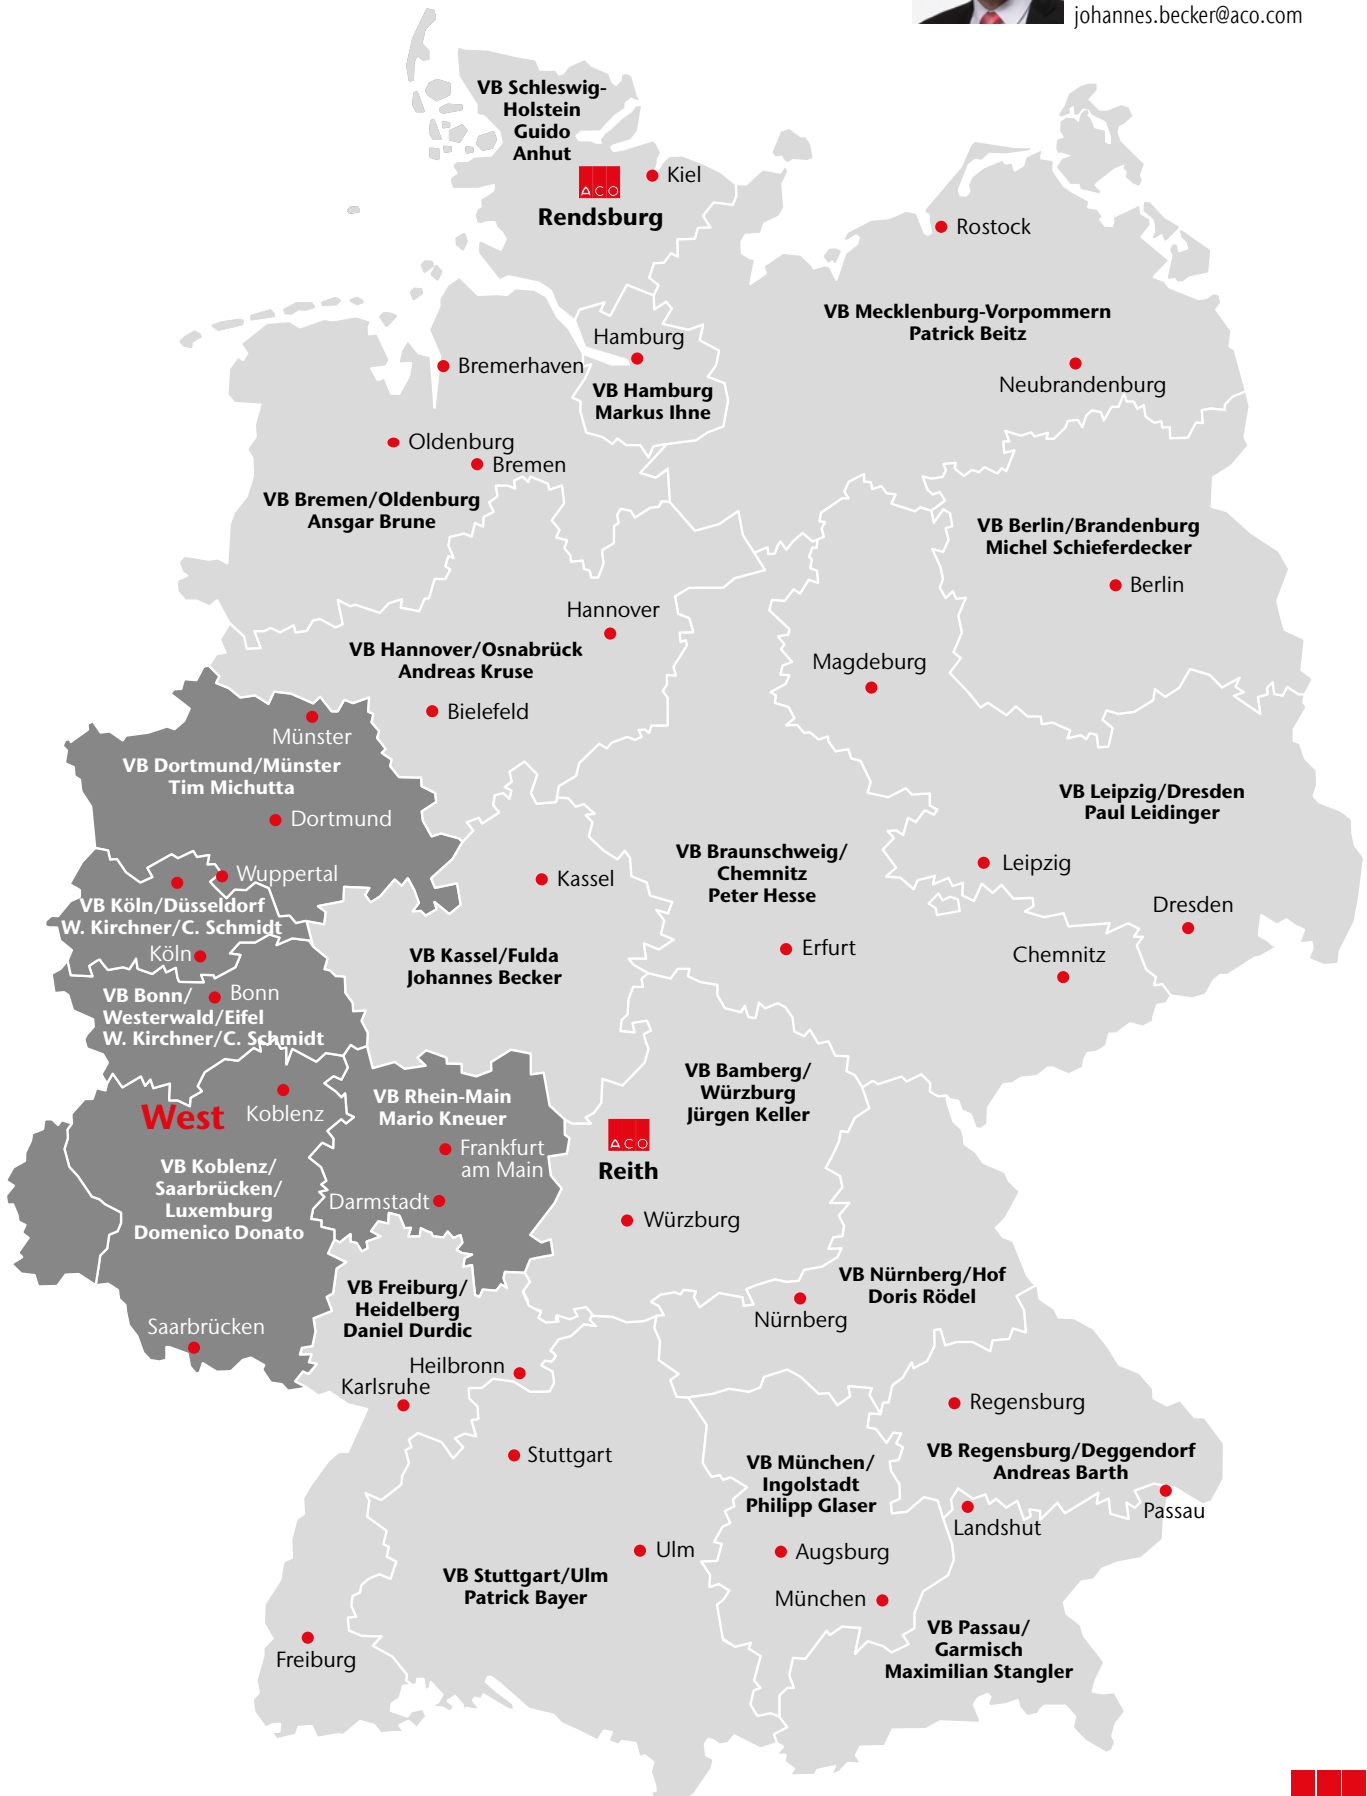 johannes.becker@aco.com
VB Schleswig-
Holstein
Guido
Anhut
Kiel
ACO
Rendsburg
Rostock
VB Mecklenburg-Vorpommern
Patrick Beitz
Hamburg
Bremerhaven
Neubrandenburg
VB Hamburg
Markus Ihne
Oldenburg
Bremen
VB Bremen/Oldenburg
Ansgar Brune
VB Berlin/Brandenburg
Michel Schieferdecker
Berlin
Hannover
VB Hannover/Osnabrück
Andreas Kruse
Magdeburg
Bielefeld
Münster
VB Dortmund/Münster
Tim Michutta
Dortmund
VB Leipzig/Dresden
Paul Leidinger
VB Braunschweig/
Chemnitz
Peter Hesse
Leipzig
Wuppertal
Kassel
VB Köln/Düsseldorf
W. Kirchner/C. Schmidt
Dresden
Köln
VB Kassel/Fulda
Johannes Becker
Erfurt
Chemnitz
VB Bonn/
Westerwald/Eifel
W. Kirchner/C. Schmidt
Bonn
VB Bamberg/
Würzburg
Jürgen Keller
West
Koblenz
VB Rhein-Main
Mario Kneuer
Frankfurt
am Main
ACO
Reith
VB Koblenz/
Saarbrücken/
Luxemburg
Domenico Donato
Darmstadt
Würzburg
VB Nürnberg/Hof
Doris Rödel
VB Freiburg/
Heidelberg
Daniel Durdic
Nürnberg
Saarbrücken
Heilbronn
Karlsruhe
Regensburg
Stuttgart
VB München/
Ingolstadt
Philipp Glaser
VB Regensburg/Deggendorf
Andreas Barth
Passau
Landshut
Ulm
Augsburg
VB Stuttgart/Ulm
Patrick Bayer
München
VB Passau/
Garmisch
Maximilian Stangler
Freiburg